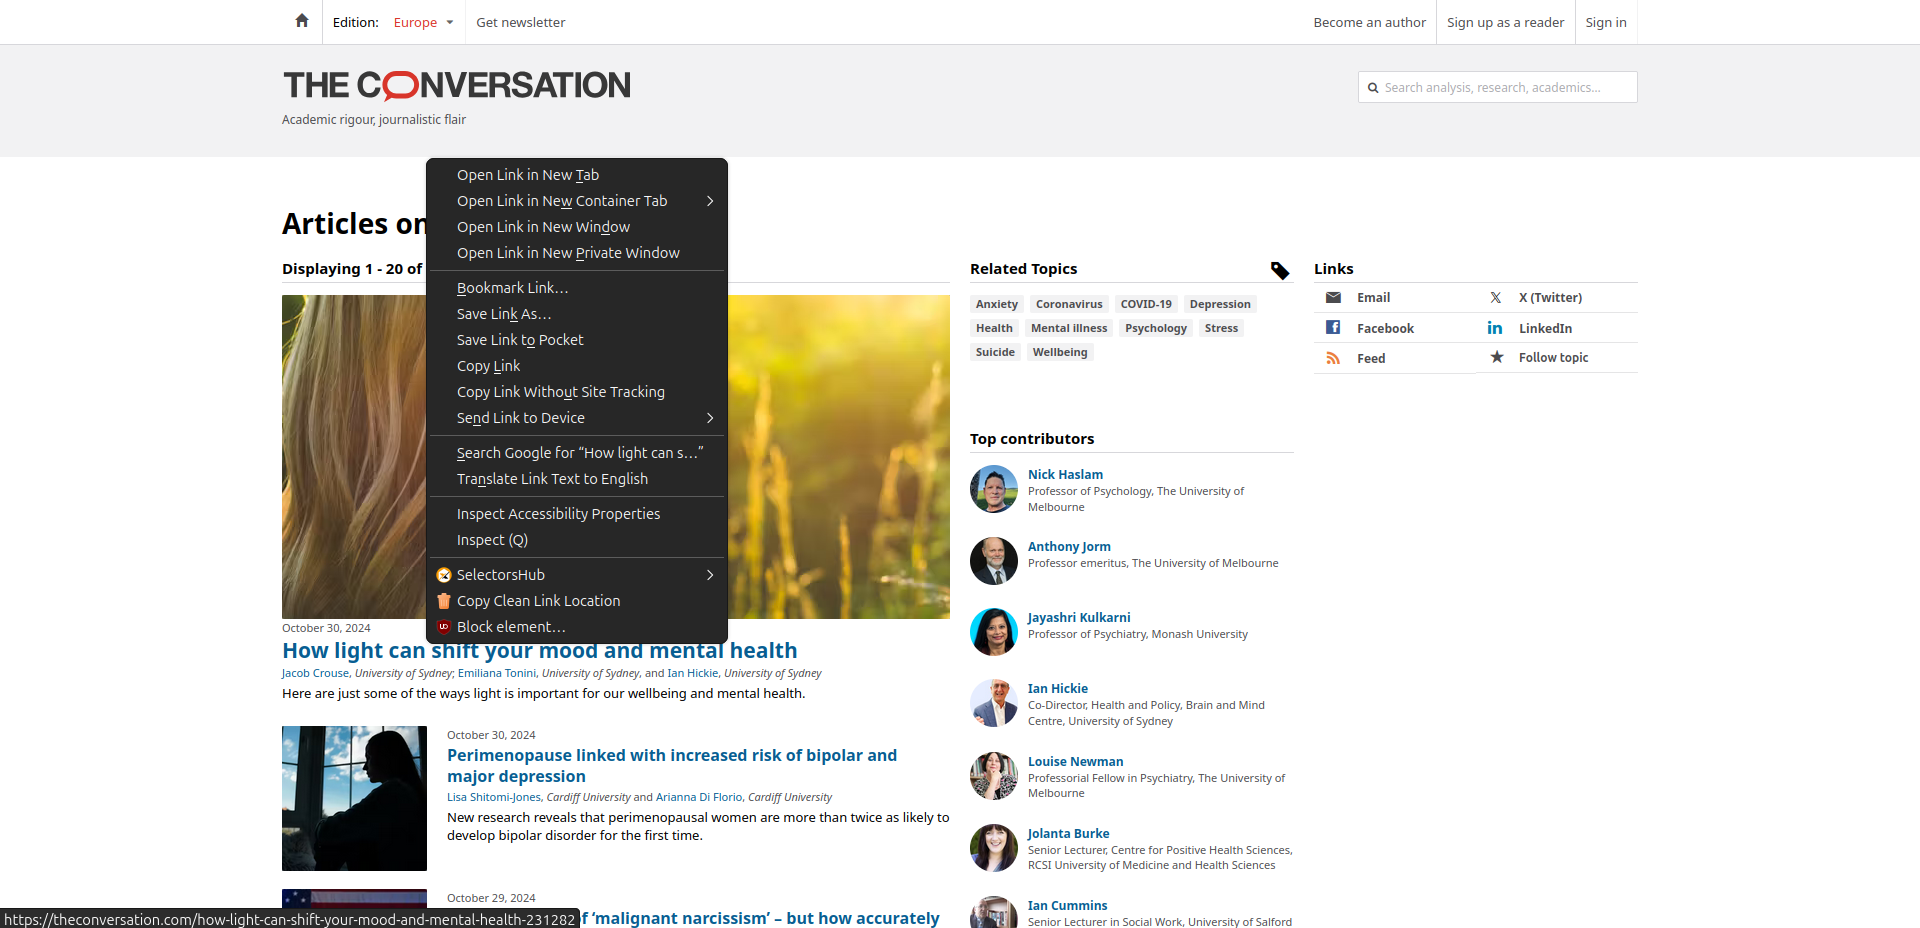 Edition: Europe Get newsletter Become an author Sign up as a reader Sign in
THE CONVERSATION
Academic rigour, journalistic flair
Search analysis, research, academics...
Open Link in New Tab
Open Link in New Container Tab
Open Link in New Window
Open Link in New Private Window
Bookmark Link…
Save Link As…
Save Link to Pocket
Copy Link
Copy Link Without Site Tracking
Send Link to Device
Search Google for “How light can s…”
Translate Link Text to English
Inspect Accessibility Properties
Inspect (Q)
SelectorsHub
Copy Clean Link Location
Block element…
Articles on
Displaying 1 - 20 of
October 30, 2024
How light can shift your mood and mental health
Jacob Crouse, University of Sydney; Emiliana Tonini, University of Sydney, and Ian Hickie, University of Sydney
Here are just some of the ways light is important for our wellbeing and mental health.
October 30, 2024
Perimenopause linked with increased risk of bipolar and
major depression
Lisa Shitomi-Jones, Cardiff University and Arianna Di Florio, Cardiff University
New research reveals that perimenopausal women are more than twice as likely to
develop bipolar disorder for the first time.
October 29, 2024
of ‘malignant narcissism’ – but how accurately
Related Topics
Anxiety Coronavirus COVID-19 Depression
Health Mental illness Psychology Stress
Suicide Wellbeing
Top contributors
Nick Haslam
Professor of Psychology, The University of
Melbourne
Anthony Jorm
Professor emeritus, The University of Melbourne
Jayashri Kulkarni
Professor of Psychiatry, Monash University
Ian Hickie
Co-Director, Health and Policy, Brain and Mind
Centre, University of Sydney
Louise Newman
Professorial Fellow in Psychiatry, The University of
Melbourne
Jolanta Burke
Senior Lecturer, Centre for Positive Health Sciences,
RCSI University of Medicine and Health Sciences
Ian Cummins
Senior Lecturer in Social Work, University of Salford
Links
Email X (Twitter)
Facebook LinkedIn
Feed Follow topic
https://theconversation.com/how-light-can-shift-your-mood-and-mental-health-231282